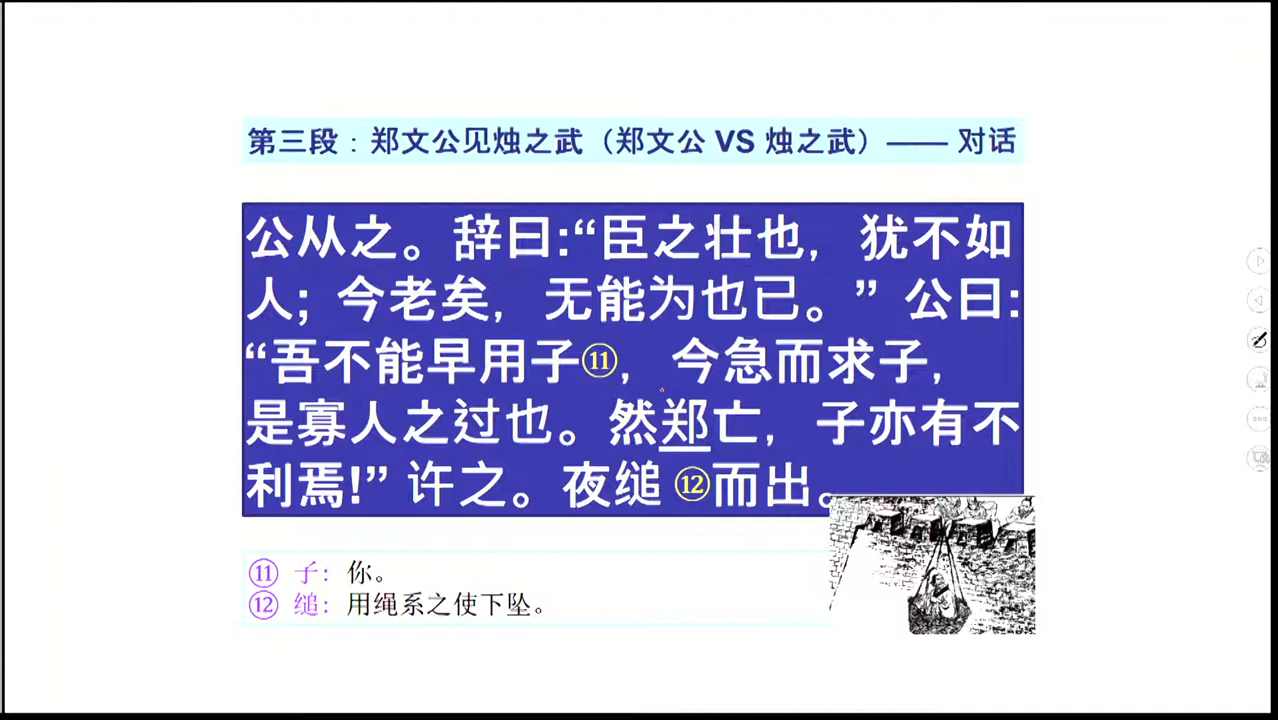 第三段：郑文公见烛之武（郑文公 VS 烛之武）—— 对话
公从之。辞曰:“臣之壮也，犹不如
人；今老矣，无能为也已。” 公曰:
“吾不能早用子⑪， 今急而求子，
是寡人之过也。然郑亡，子亦有不
利焉!” 许之。夜缒 ⑫而出。
⑪ 子：你。
⑫ 缒：用绳系之使下坠。